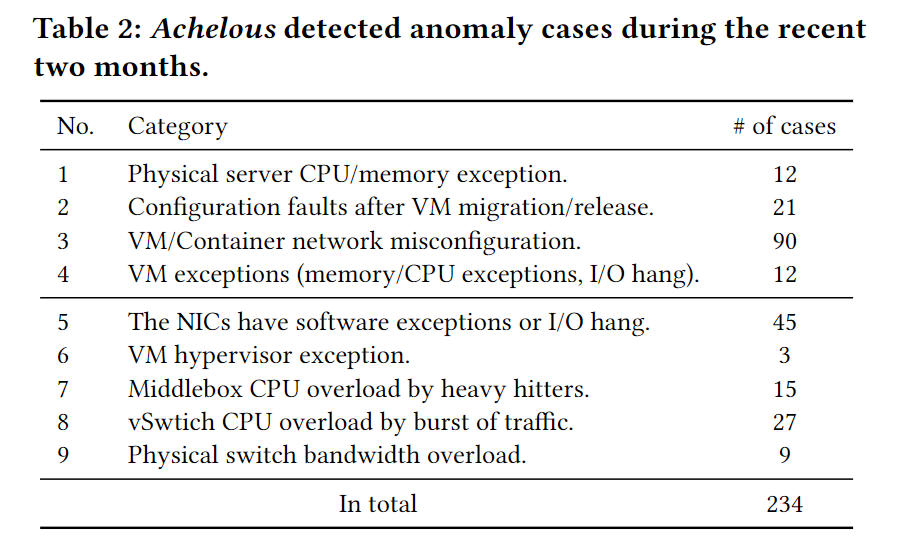 Table 2: Achelous detected anomaly cases during the recent
two months.
No. Category # of cases
1 Physical server CPU/memory exception. 12
2 Configuration faults after VM migration/release. 21
3 VM/Container network misconfiguration. 90
4 VM exceptions (memory/CPU exceptions, I/O hang). 12
5 The NICs have software exceptions or I/O hang. 45
6 VM hypervisor exception. 3
7 Middlebox CPU overload by heavy hitters. 15
8 vSwtich CPU overload by burst of traffic. 27
9 Physical switch bandwidth overload. 9
In total 234